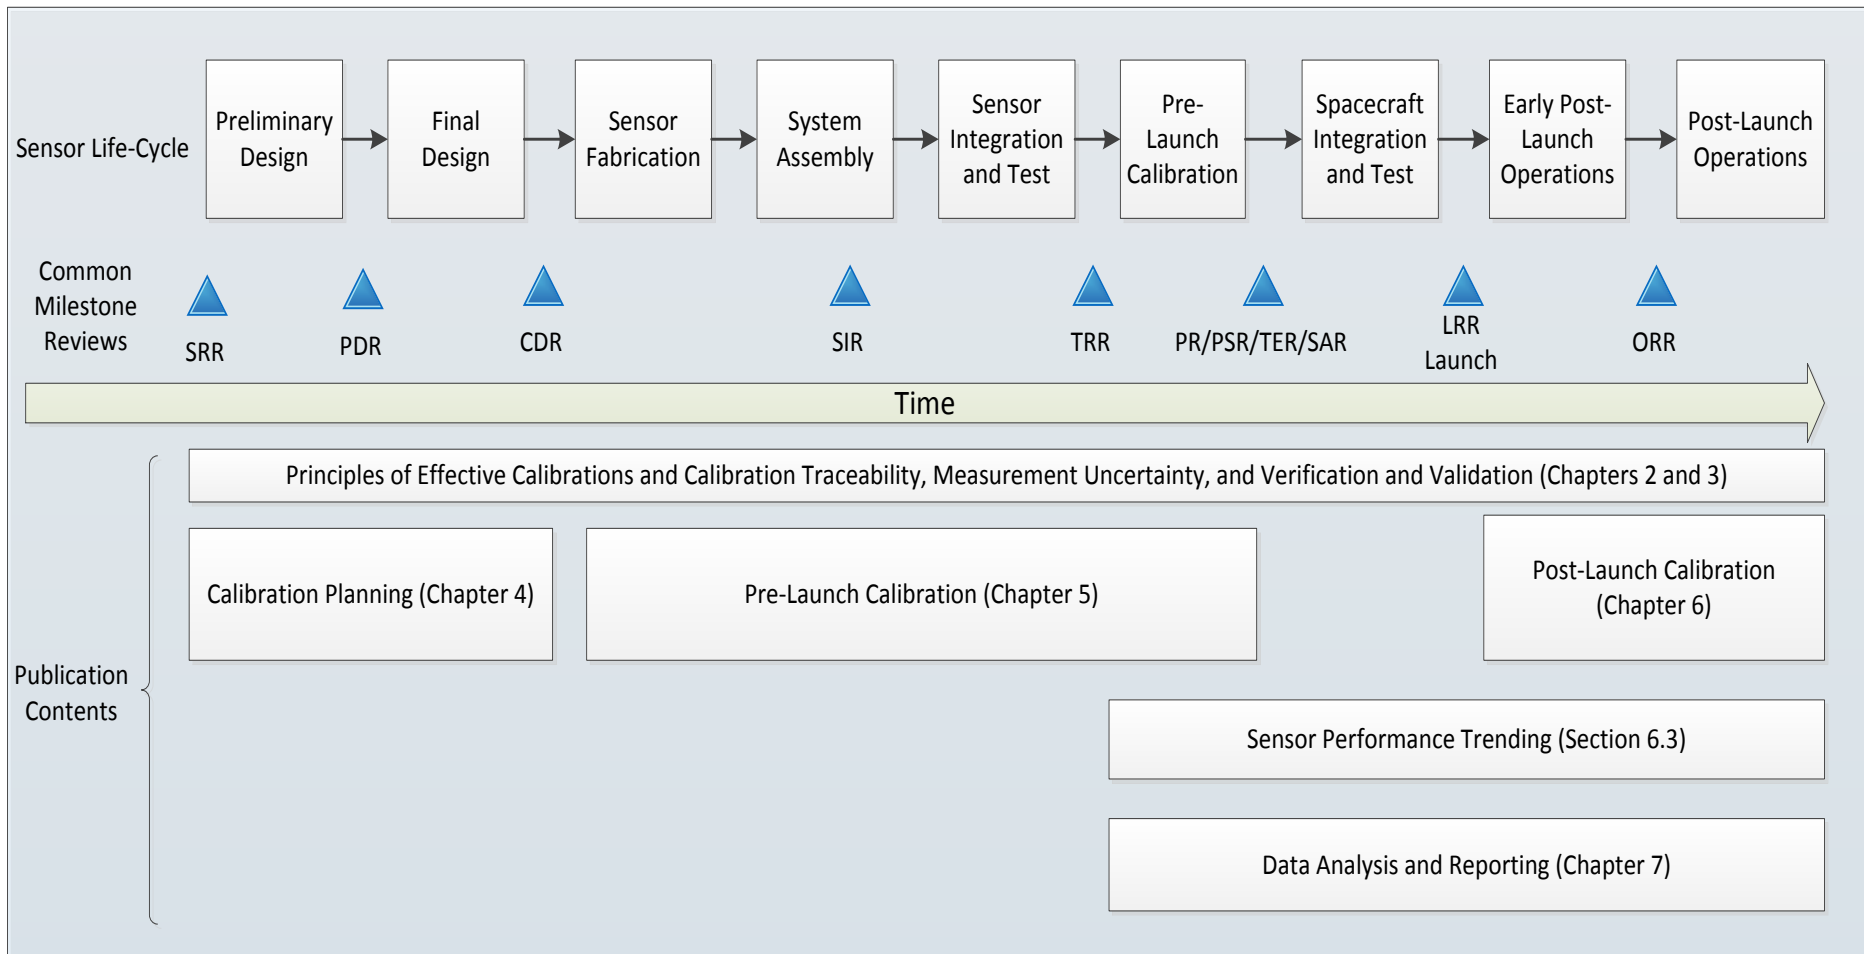 Sensor Life-Cycle
Preliminary
Design
Final
Design
Sensor
Fabrication
System
Assembly
Sensor
Integration
and Test
Pre-
Launch
Calibration
Spacecraft
Integration
and Test
Early Post-
Launch
Operations
Post-Launch
Operations
Common
Milestone
Reviews
SRR
PDR
CDR
SIR
TRR
PR/PSR/TER/SAR
LRR
Launch
ORR
Time
Publication
Contents
Principles of Effective Calibrations and Calibration Traceability, Measurement Uncertainty, and Verification and Validation (Chapters 2 and 3)
Calibration Planning (Chapter 4)
Pre-Launch Calibration (Chapter 5)
Post-Launch Calibration
(Chapter 6)
Sensor Performance Trending (Section 6.3)
Data Analysis and Reporting (Chapter 7)